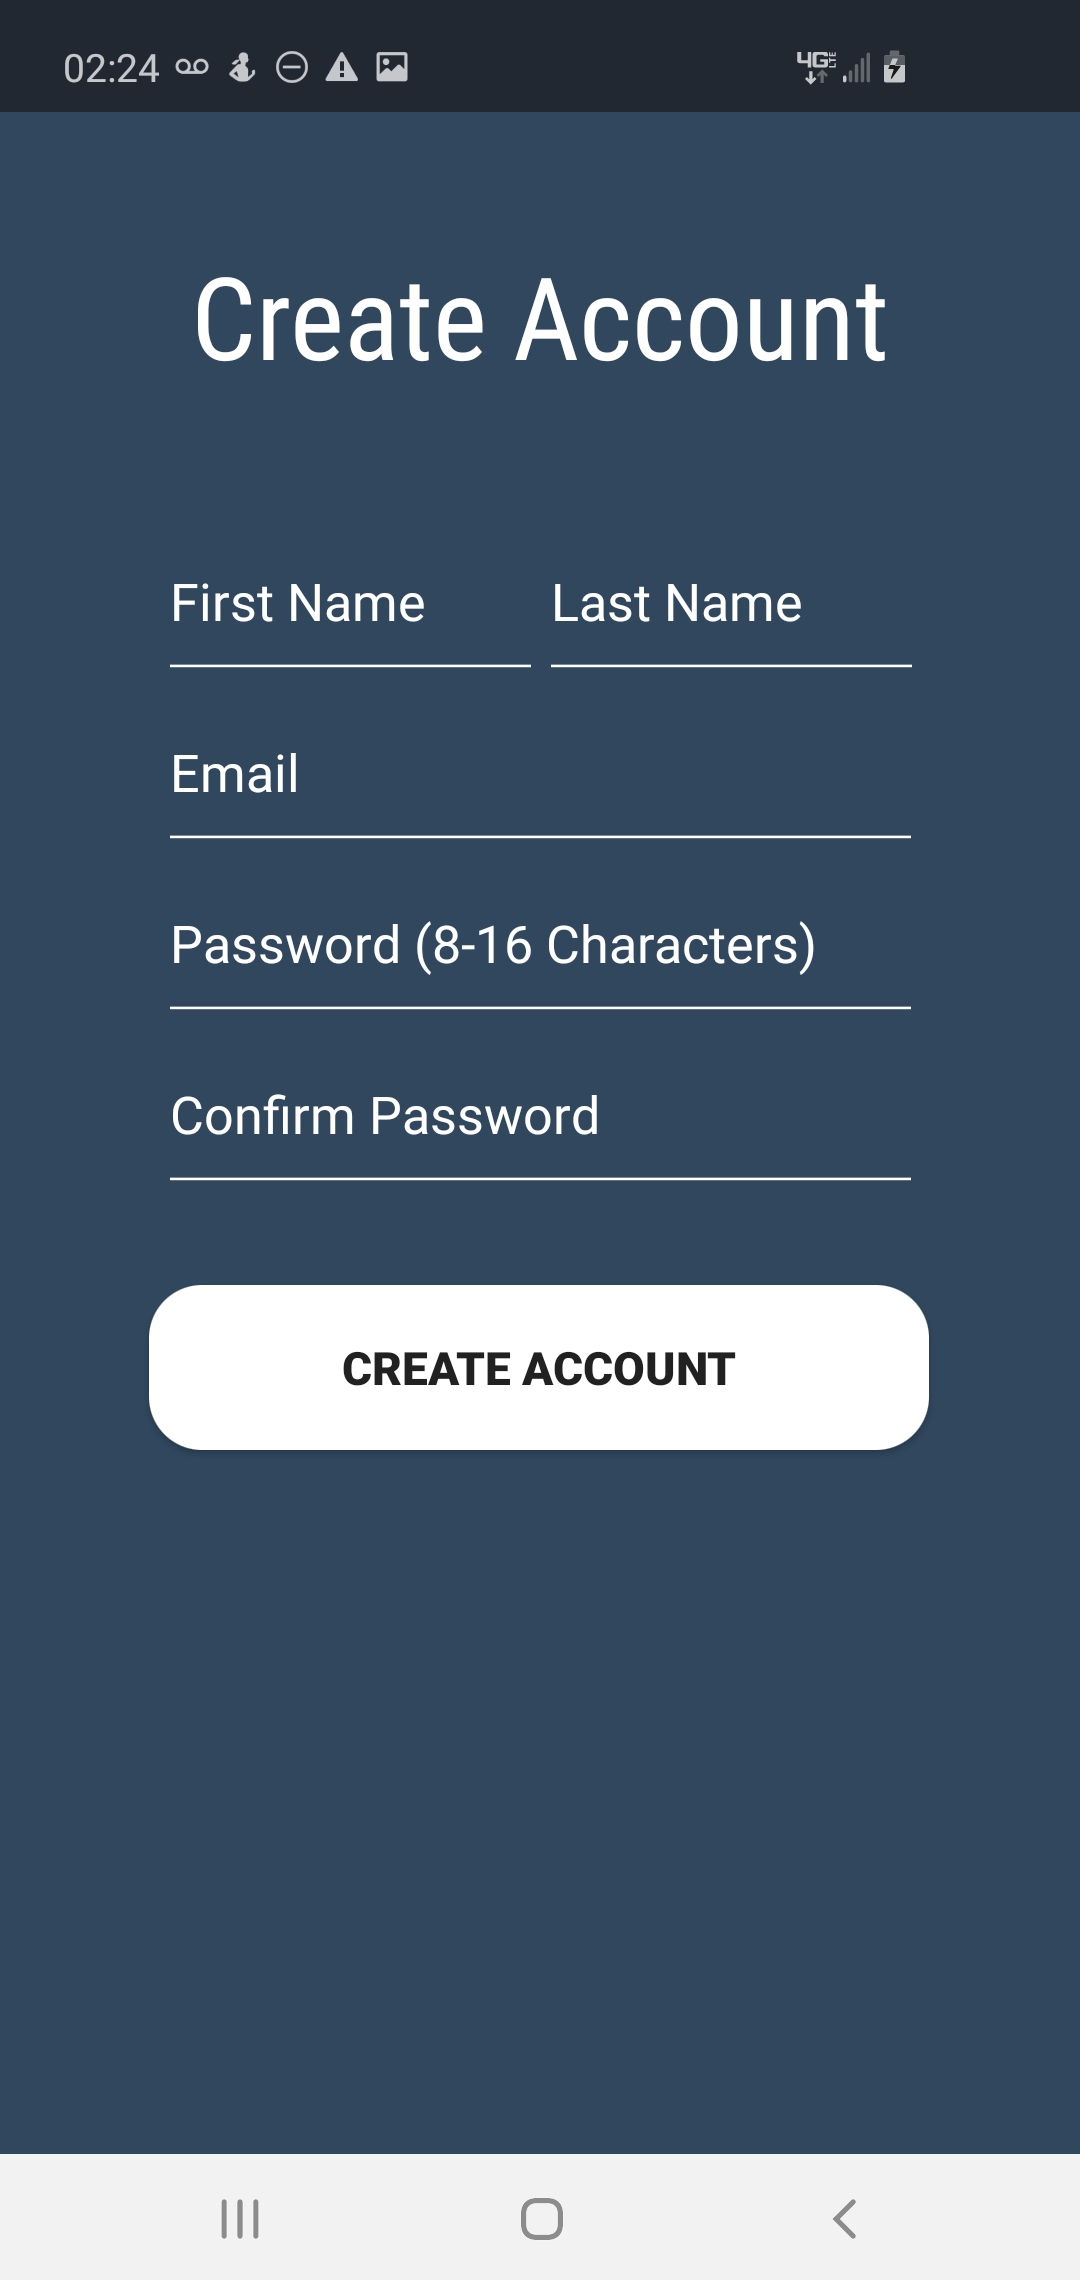 02:24 4G LTE
Create Account
First Name Last Name
Email
Password (8-16 Characters)
Confirm Password
CREATE ACCOUNT